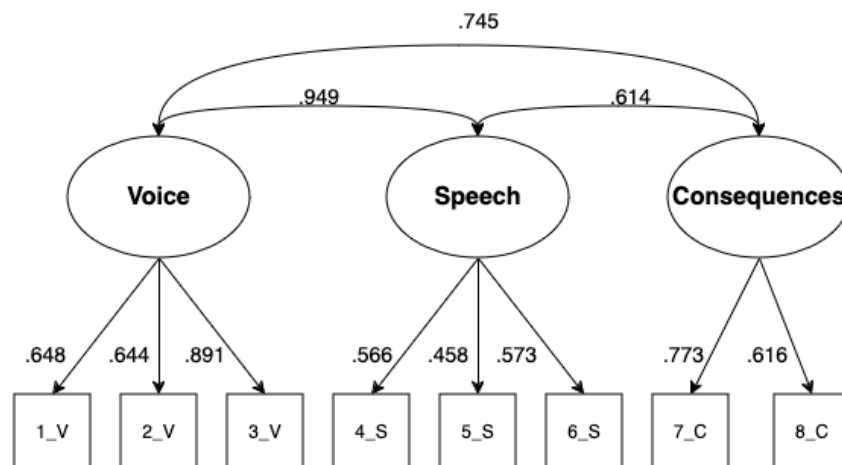 .745
.949 .614
Voice Speech Consequences
.648 .644 .891 .566 .458 .573 .773 .616
1_V 2_V 3_V 4_S 5_S 6_S 7_C 8_C